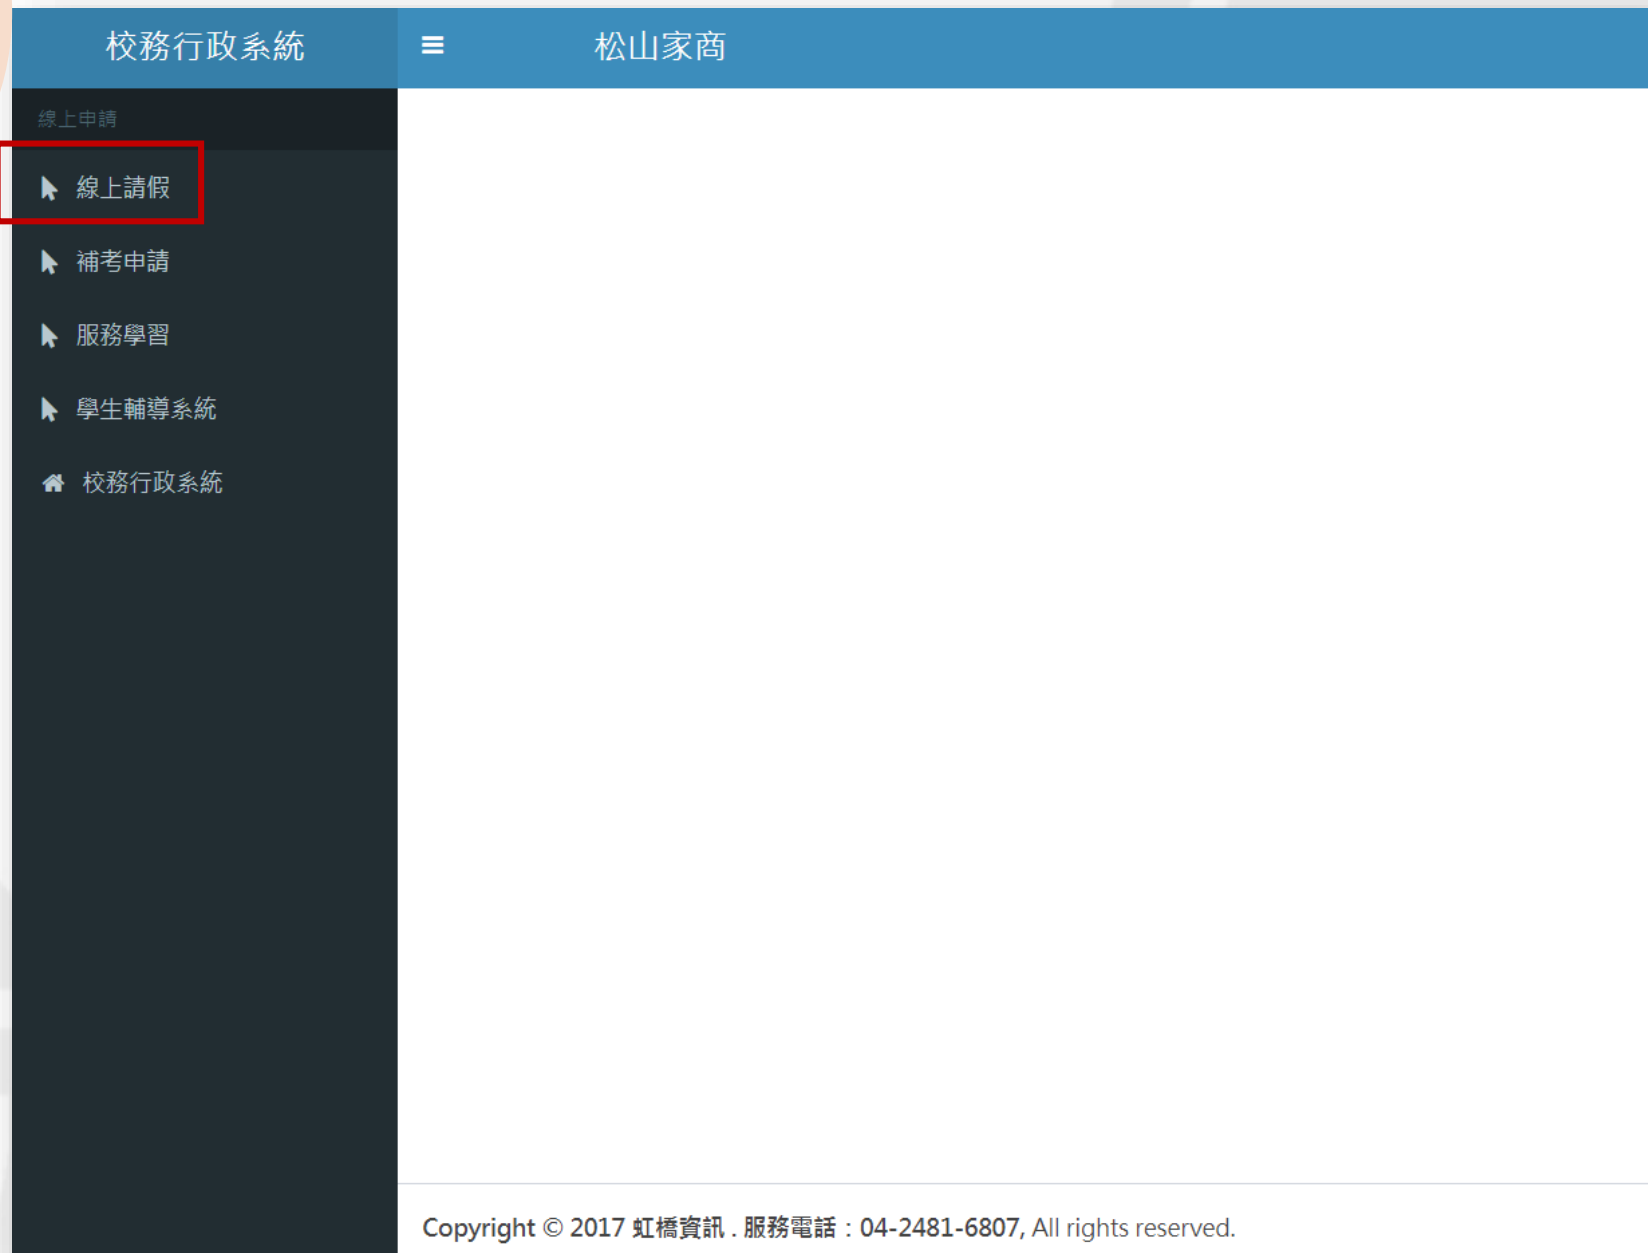 校務行政系統
松山家商
線上申請
線上請假
補考申請
服務學習
學生輔導系統
校務行政系統
Copyright © 2017 虹橋資訊 . 服務電話：04-2481-6807, All rights reserved.